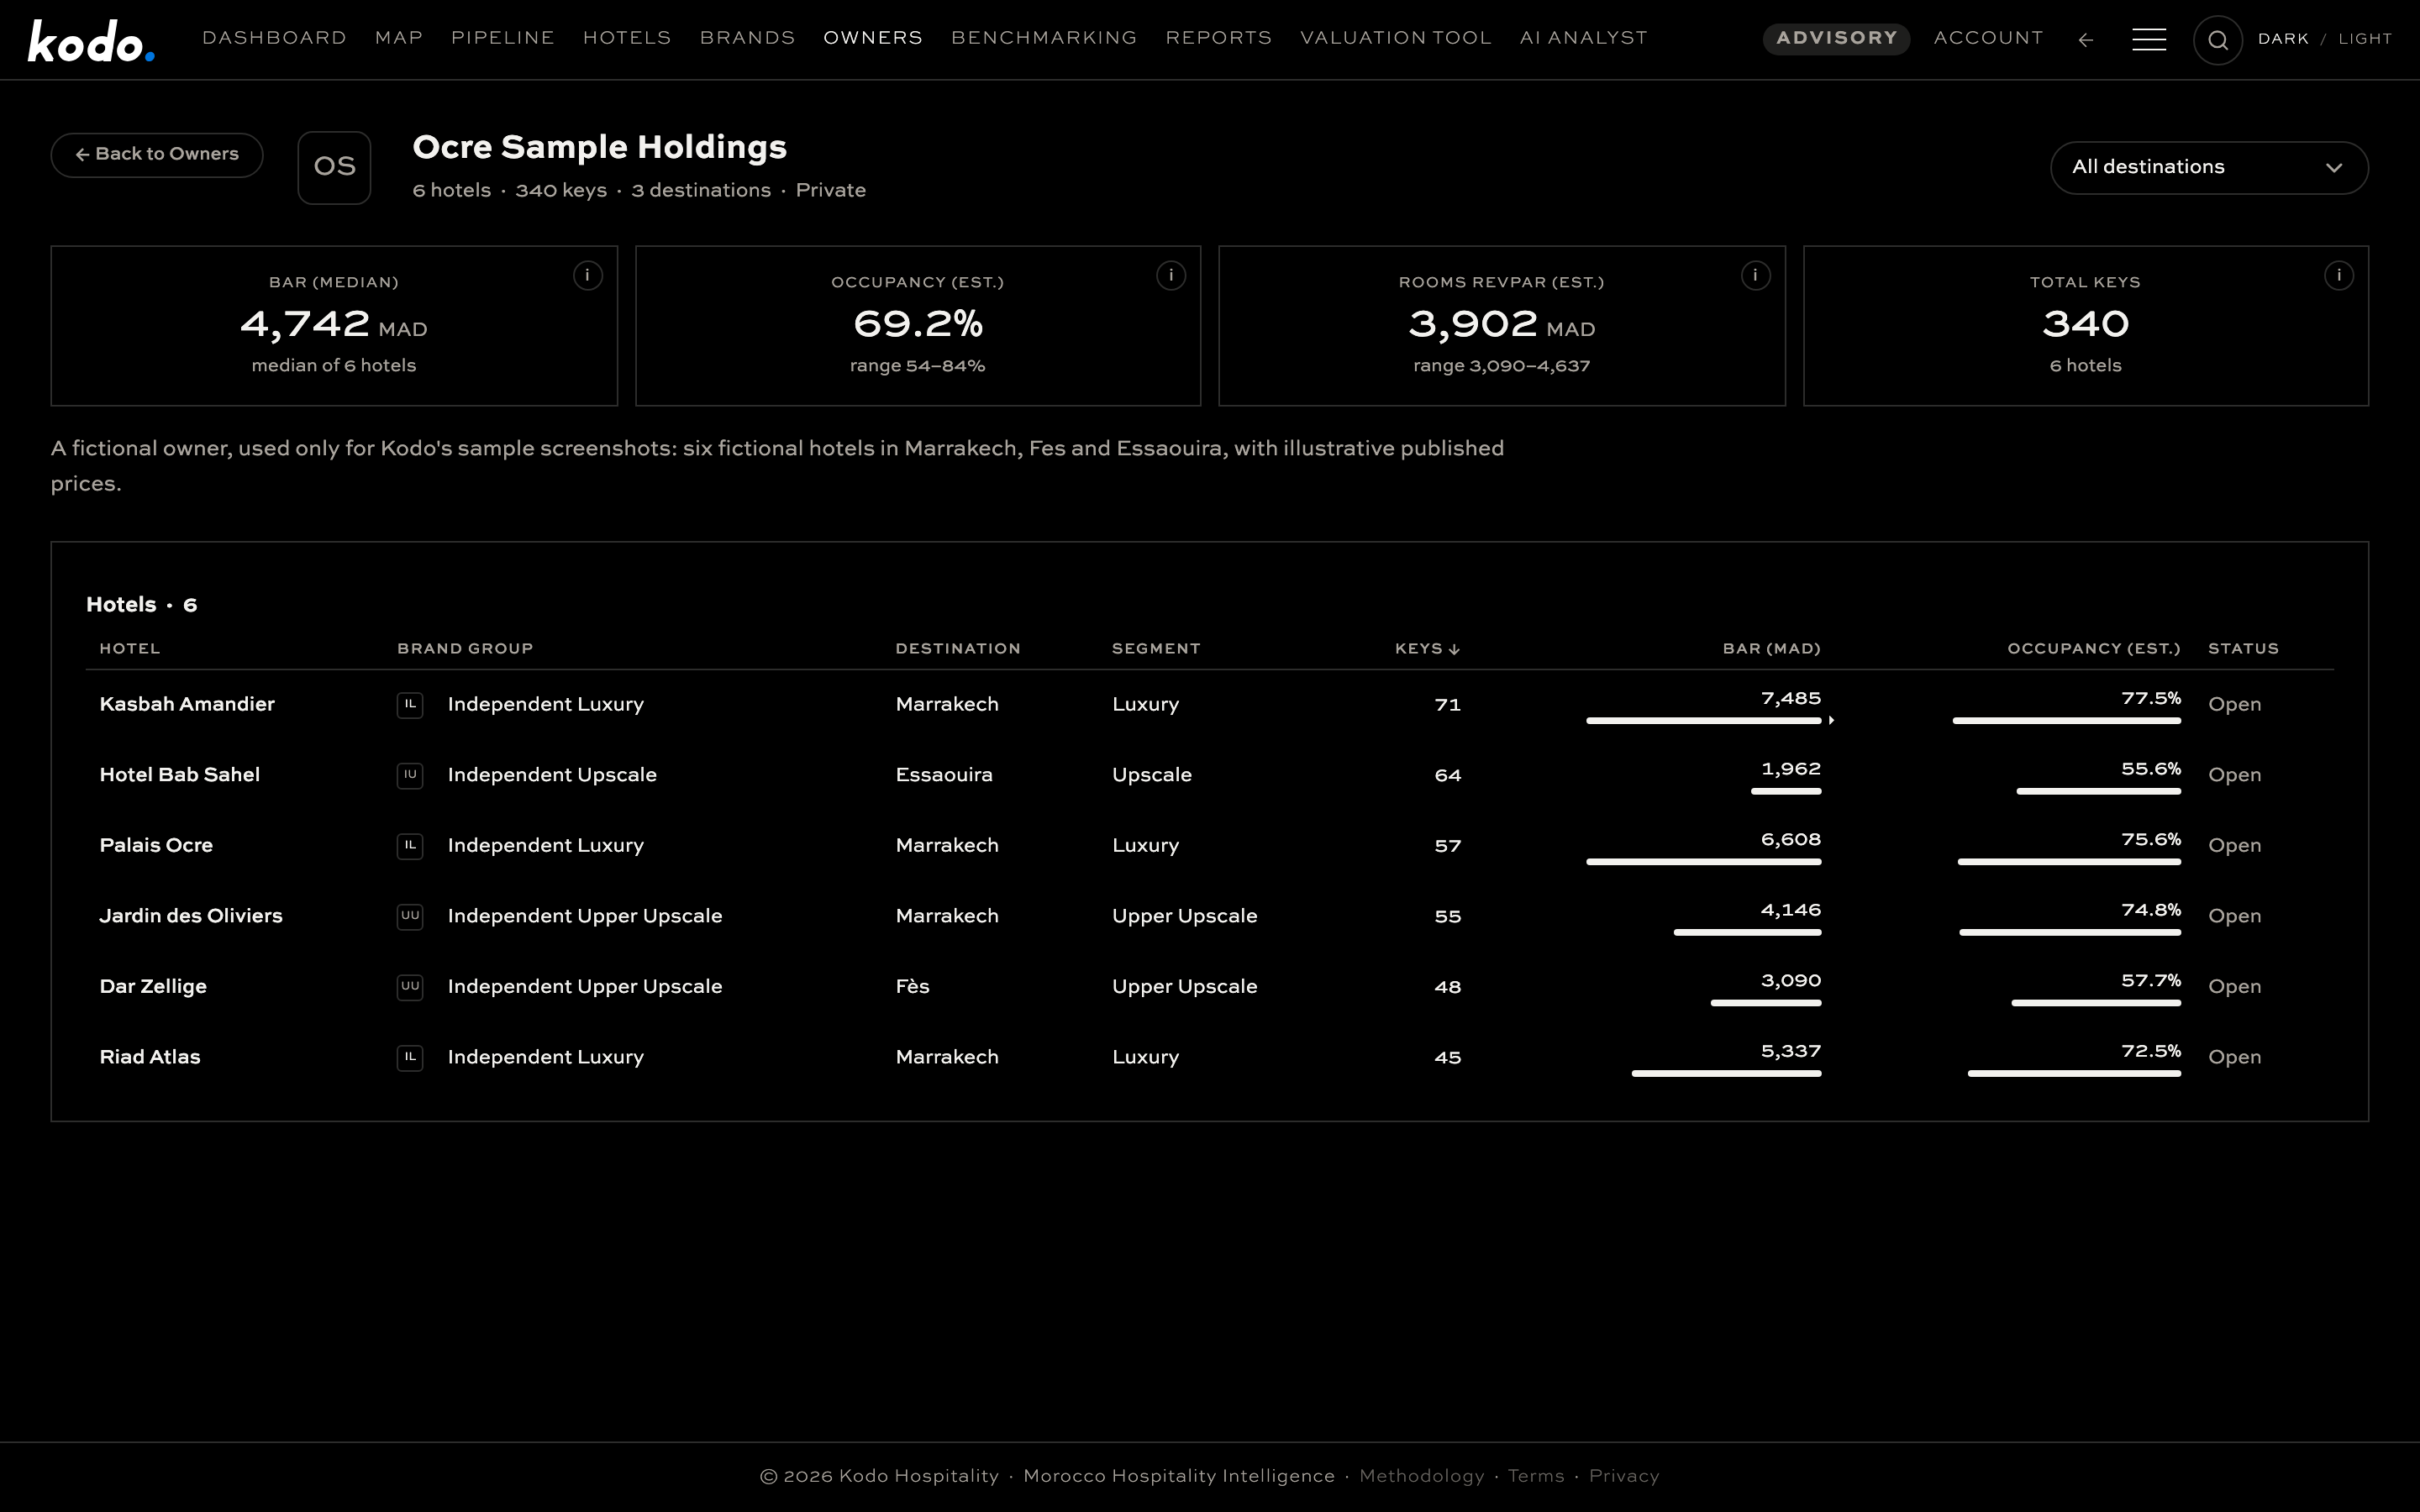 kodo. DASHBOARD MAP PIPELINE HOTELS BRANDS OWNERS BENCHMARKING REPORTS VALUATION TOOL AI ANALYST ADVISORY ACCOUNT ← DARK / LIGHT
← Back to Owners
OS
Ocre Sample Holdings
6 hotels · 340 keys · 3 destinations · Private
All destinations
BAR (MEDIAN) i
4,742 MAD
median of 6 hotels
OCCUPANCY (EST.) i
69.2%
range 54–84%
ROOMS REVPAR (EST.) i
3,902 MAD
range 3,090–4,637
TOTAL KEYS i
340
6 hotels
A fictional owner, used only for Kodo's sample screenshots: six fictional hotels in Marrakech, Fes and Essaouira, with illustrative published
prices.
Hotels · 6
HOTEL BRAND GROUP DESTINATION SEGMENT KEYS ↓ BAR (MAD) OCCUPANCY (EST.) STATUS
Kasbah Amandier IL Independent Luxury Marrakech Luxury 71 7,485 77.5% Open
Hotel Bab Sahel IU Independent Upscale Essaouira Upscale 64 1,962 55.6% Open
Palais Ocre IL Independent Luxury Marrakech Luxury 57 6,608 75.6% Open
Jardin des Oliviers UU Independent Upper Upscale Marrakech Upper Upscale 55 4,146 74.8% Open
Dar Zellige UU Independent Upper Upscale Fès Upper Upscale 48 3,090 57.7% Open
Riad Atlas IL Independent Luxury Marrakech Luxury 45 5,337 72.5% Open
© 2026 Kodo Hospitality · Morocco Hospitality Intelligence · Methodology · Terms · Privacy